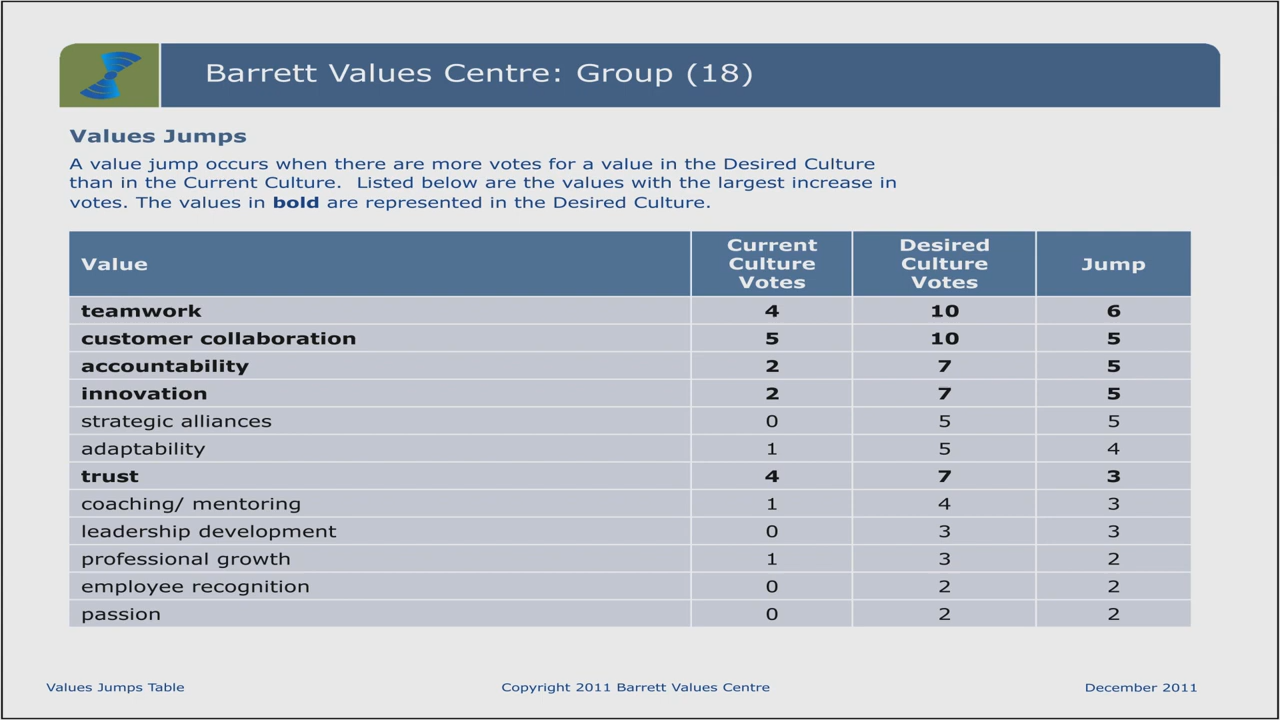 Barrett Values Centre: Group (18)
Values Jumps
A value jump occurs when there are more votes for a value in the Desired Culture
than in the Current Culture.  Listed below are the values with the largest increase in
votes. The values in bold are represented in the Desired Culture.
Value Current Culture Votes Desired Culture Votes Jump
teamwork 4 10 6
customer collaboration 5 10 5
accountability 2 7 5
innovation 2 7 5
strategic alliances 0 5 5
adaptability 1 5 4
trust 4 7 3
coaching/ mentoring 1 4 3
leadership development 0 3 3
professional growth 1 3 2
employee recognition 0 2 2
passion 0 2 2
Values Jumps Table Copyright 2011 Barrett Values Centre December 2011